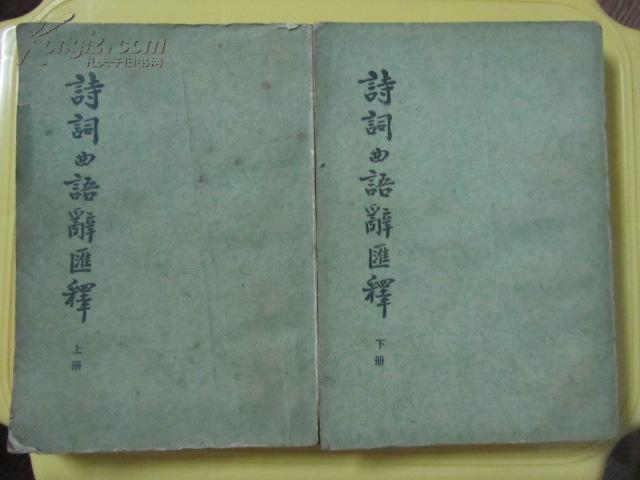 Kongfz.com
孔夫子旧书网
詩詞曲語辭匯釋
上册
詩詞曲語辭匯釋
下册